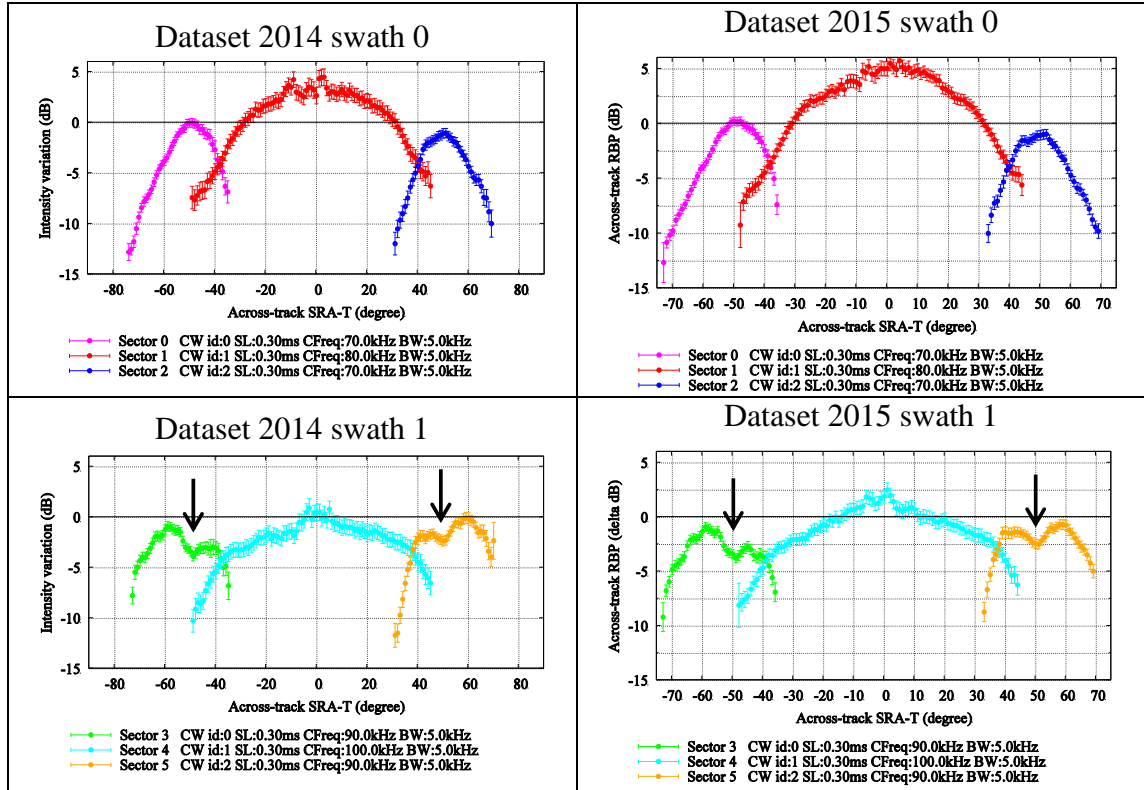 Dataset 2014 swath 0
Intensity variation (dB)
5
0
-5
-10
-15
-80 -60 -40 -20 0 20 40 60 80
Across-track SRA-T (degree)
Sector 0 CW id:0 SL:0.30ms CFreq:70.0kHz BW:5.0kHz
Sector 1 CW id:1 SL:0.30ms CFreq:80.0kHz BW:5.0kHz
Sector 2 CW id:2 SL:0.30ms CFreq:70.0kHz BW:5.0kHz
Dataset 2015 swath 0
Across-track RBP (dB)
5
0
-5
-10
-15
-70 -60 -50 -40 -30 -20 -10 0 10 20 30 40 50 60 70
Across-track SRA-T (degree)
Sector 0 CW id:0 SL:0.30ms CFreq:70.0kHz BW:5.0kHz
Sector 1 CW id:1 SL:0.30ms CFreq:80.0kHz BW:5.0kHz
Sector 2 CW id:2 SL:0.30ms CFreq:70.0kHz BW:5.0kHz
Dataset 2014 swath 1
Intensity variation (dB)
5
0
-5
-10
-15
-80 -60 -40 -20 0 20 40 60 80
Across-track SRA-T (degree)
Sector 3 CW id:0 SL:0.30ms CFreq:90.0kHz BW:5.0kHz
Sector 4 CW id:1 SL:0.30ms CFreq:100.0kHz BW:5.0kHz
Sector 5 CW id:2 SL:0.30ms CFreq:90.0kHz BW:5.0kHz
Dataset 2015 swath 1
Across-track RBP (delta dB)
5
0
-5
-10
-15
-70 -60 -50 -40 -30 -20 -10 0 10 20 30 40 50 60 70
Across-track SRA-T (degree)
Sector 3 CW id:0 SL:0.30ms CFreq:90.0kHz BW:5.0kHz
Sector 4 CW id:1 SL:0.30ms CFreq:100.0kHz BW:5.0kHz
Sector 5 CW id:2 SL:0.30ms CFreq:90.0kHz BW:5.0kHz